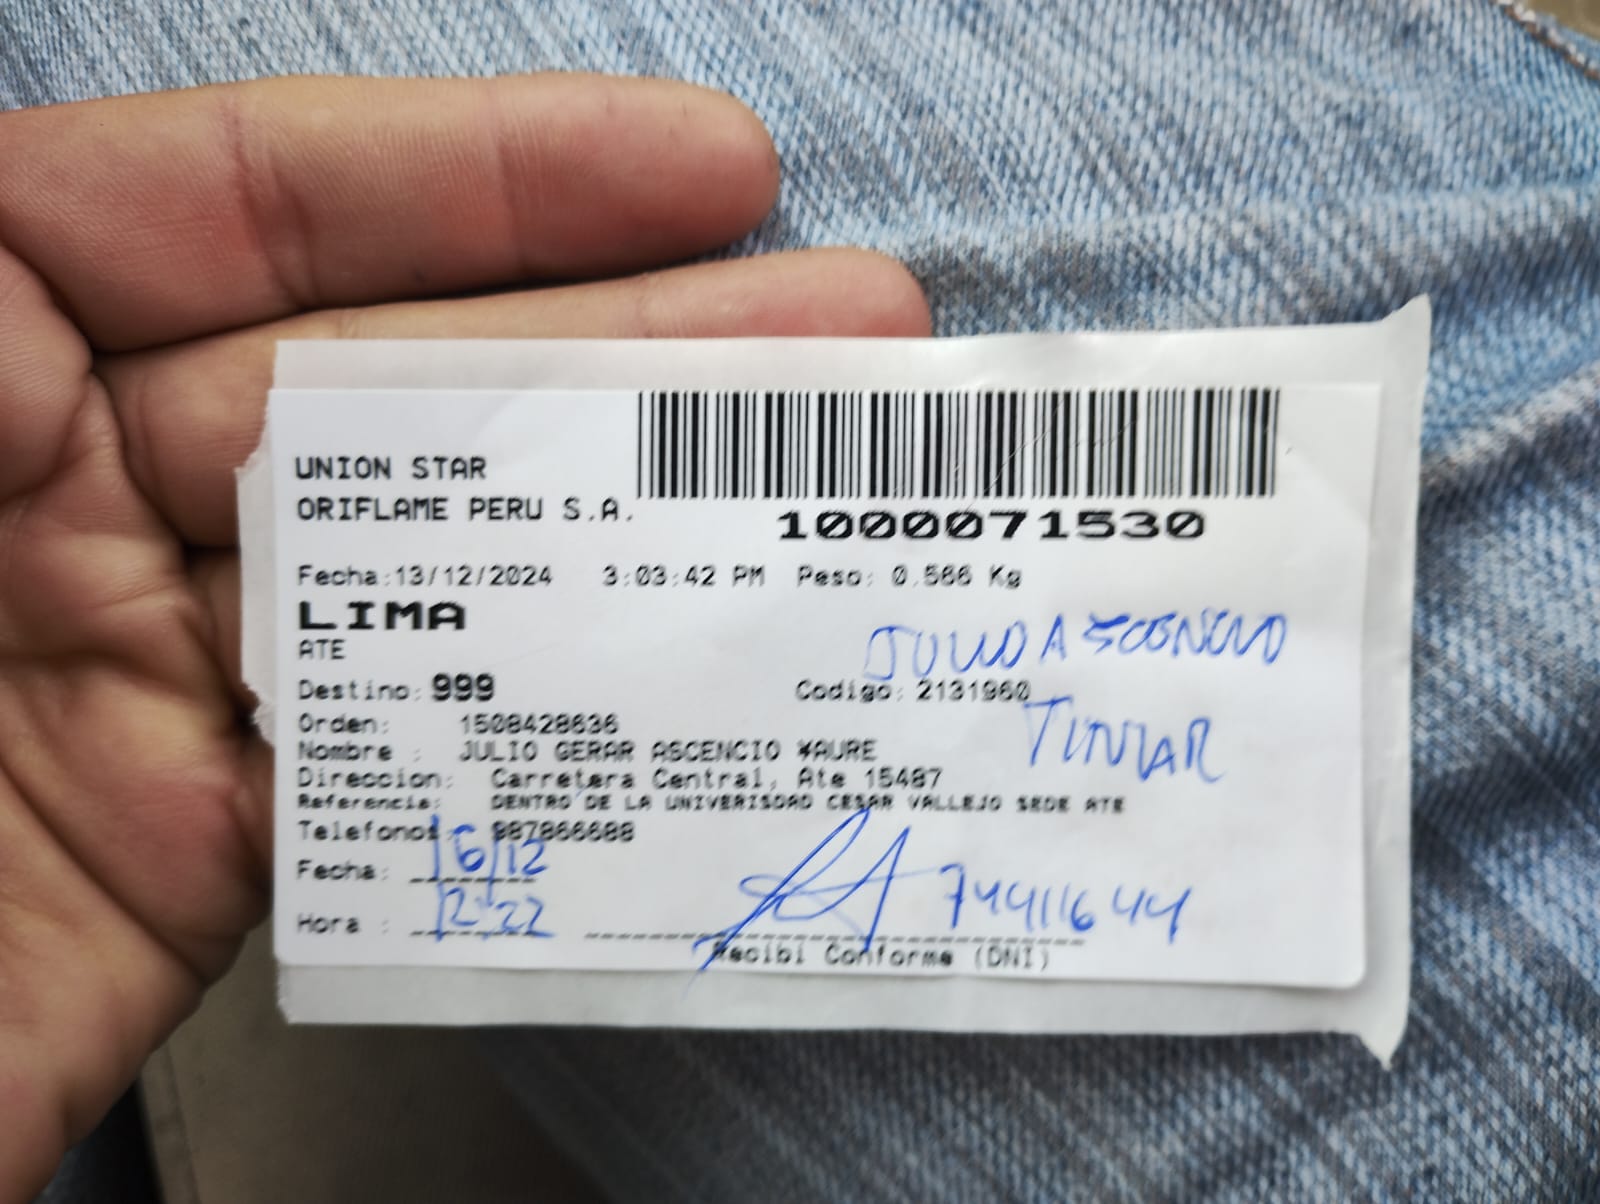 UNION STAR
ORIFLAME PERU S.A.
1000071530
Fecha:13/12/2024 3:03:42 PM Peso: 0.566 Kg
LIMA
ATE
JULIO ASCENCIO
Destino: 999 Codigo: 2131960
Orden: 1508428636
Nombre : JULIO GERAR ASCENCIO ¥AURE
TITULAR
Direccion: Carretera Central, Ate 15487
Referencia: DENTRO DE LA UNIVERISDAD CESAR VALLEJO SEDE ATE
Telefonos 987866688
Fecha: 16/12
Hora : 12:22
74411644
Recibi Conforme (DNI)